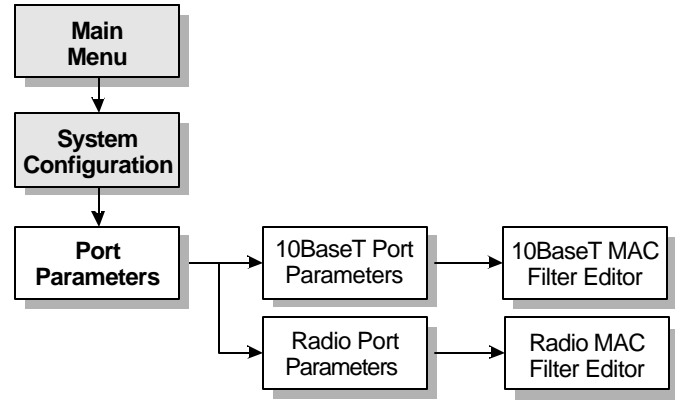 Main
Menu
System
Configuration
Port
Parameters
10BaseT Port
Parameters
10BaseT MAC
Filter Editor
Radio Port
Parameters
Radio MAC
Filter Editor